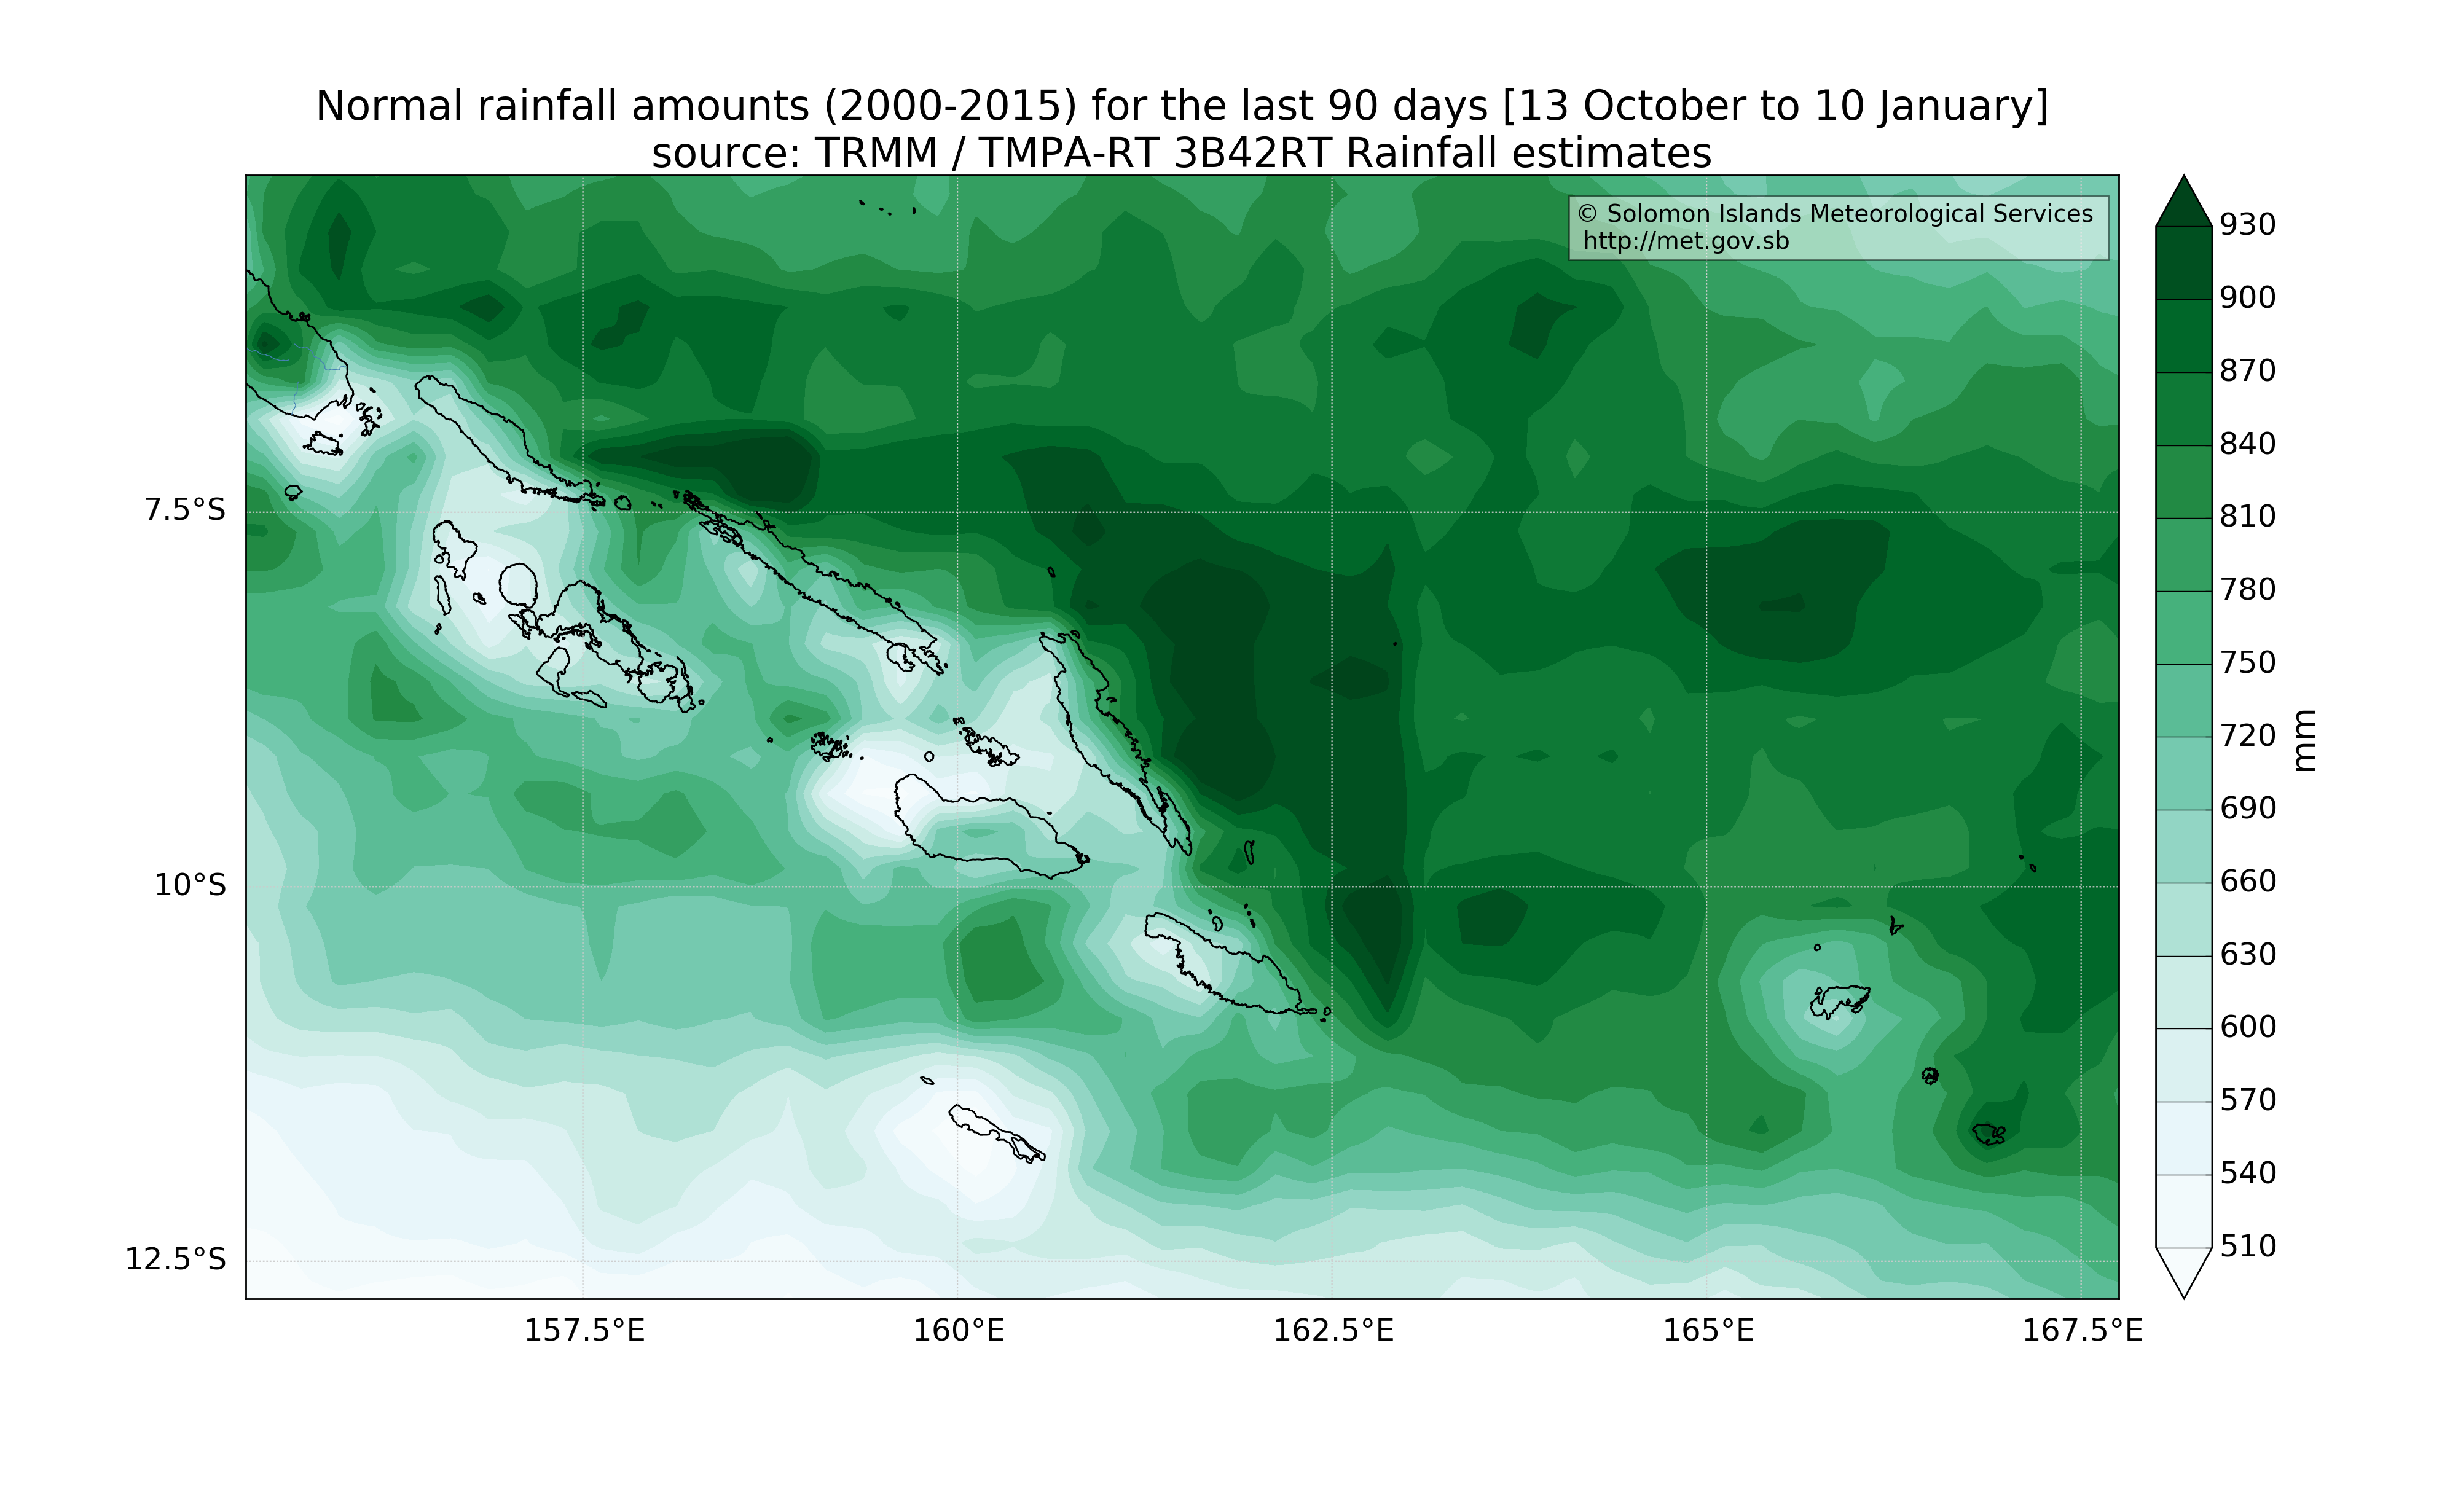 Normal rainfall amounts (2000-2015) for the last 90 days [13 October to 10 January]
source: TRMM / TMPA-RT 3B42RT Rainfall estimates
© Solomon Islands Meteorological Services
http://met.gov.sb
7.5°S
10°S
12.5°S
157.5°E
160°E
162.5°E
165°E
167.5°E
930
900
870
840
810
780
750
720
690
660
630
600
570
540
510
mm